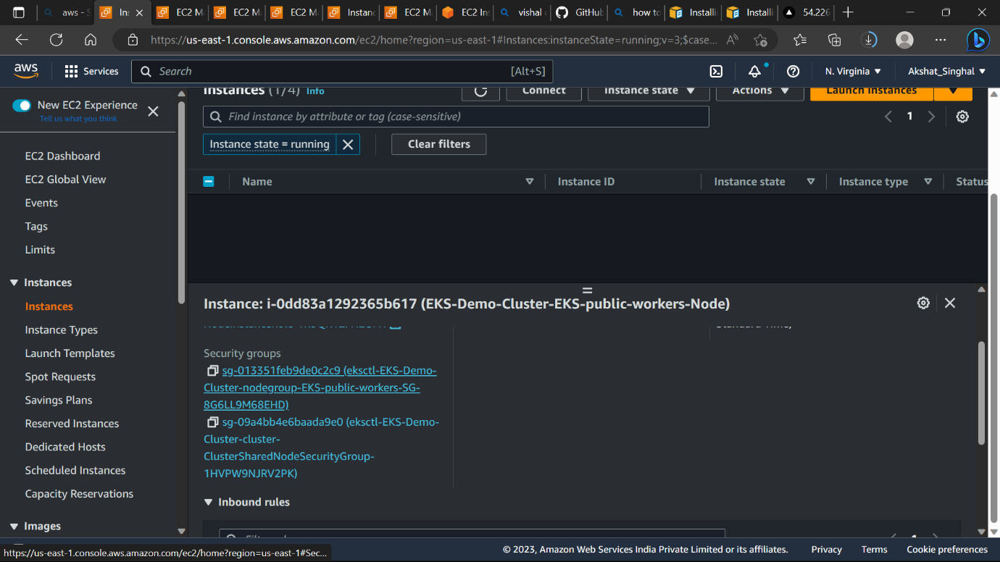 aws - S
Ins
EC2 M
EC2 M
EC2 M
Instanc
EC2 M
EC2 Ins
vishal
GitHub
how to
Installi
Installi
54.226
https://us-east-1.console.aws.amazon.com/ec2/home?region=us-east-1#Instances:instanceState=running;v=3;$case...
aws
Services
Search
[Alt+S]
N. Virginia
Akshat_Singhal
New EC2 Experience
Tell us what you think
EC2 Dashboard
EC2 Global View
Events
Tags
Limits
Instances
Instances
Instance Types
Launch Templates
Spot Requests
Savings Plans
Reserved Instances
Dedicated Hosts
Scheduled Instances
Capacity Reservations
Images
Instances (1/4) Info
Connect
Instance state
Actions
Launch instances
Find instance by attribute or tag (case-sensitive)
1
Instance state = running
Clear filters
Name
Instance ID
Instance state
Instance type
Status
Instance: i-0dd83a1292365b617 (EKS-Demo-Cluster-EKS-public-workers-Node)
Standard Time)
Security groups
sg-013351feb9de0c2c9 (eksctl-EKS-Demo-
Cluster-nodegroup-EKS-public-workers-SG-
8G6LL9M68EHD)
sg-09a4bb4e6baada9e0 (eksctl-EKS-Demo-
Cluster-cluster-
ClusterSharedNodeSecurityGroup-
1HVPW9NJRV2PK)
Inbound rules
https://us-east-1.console.aws.amazon.com/ec2/home?region=us-east-1#Sec...
© 2023, Amazon Web Services India Private Limited or its affiliates.
Privacy
Terms
Cookie preferences